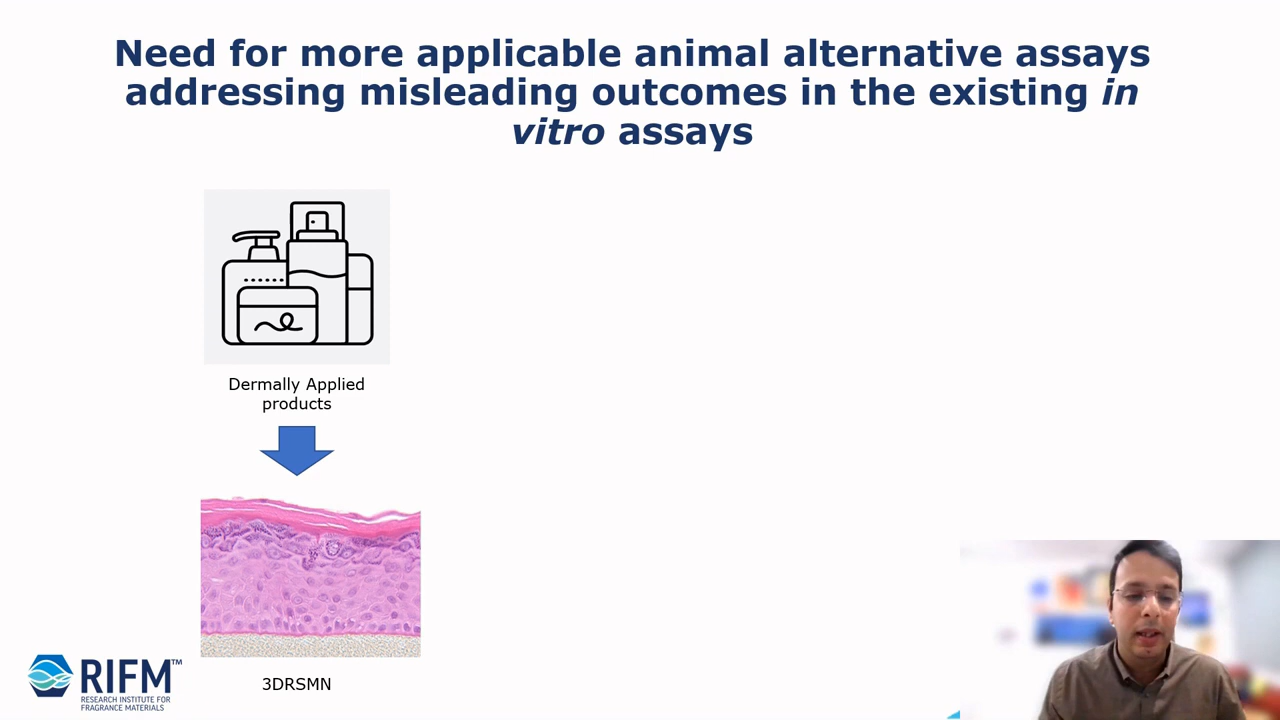 Need for more applicable animal alternative assays
addressing misleading outcomes in the existing in
vitro assays
Dermally Applied
products
3DRSMN
RIFM™
RESEARCH INSTITUTE FOR
FRAGRANCE MATERIALS